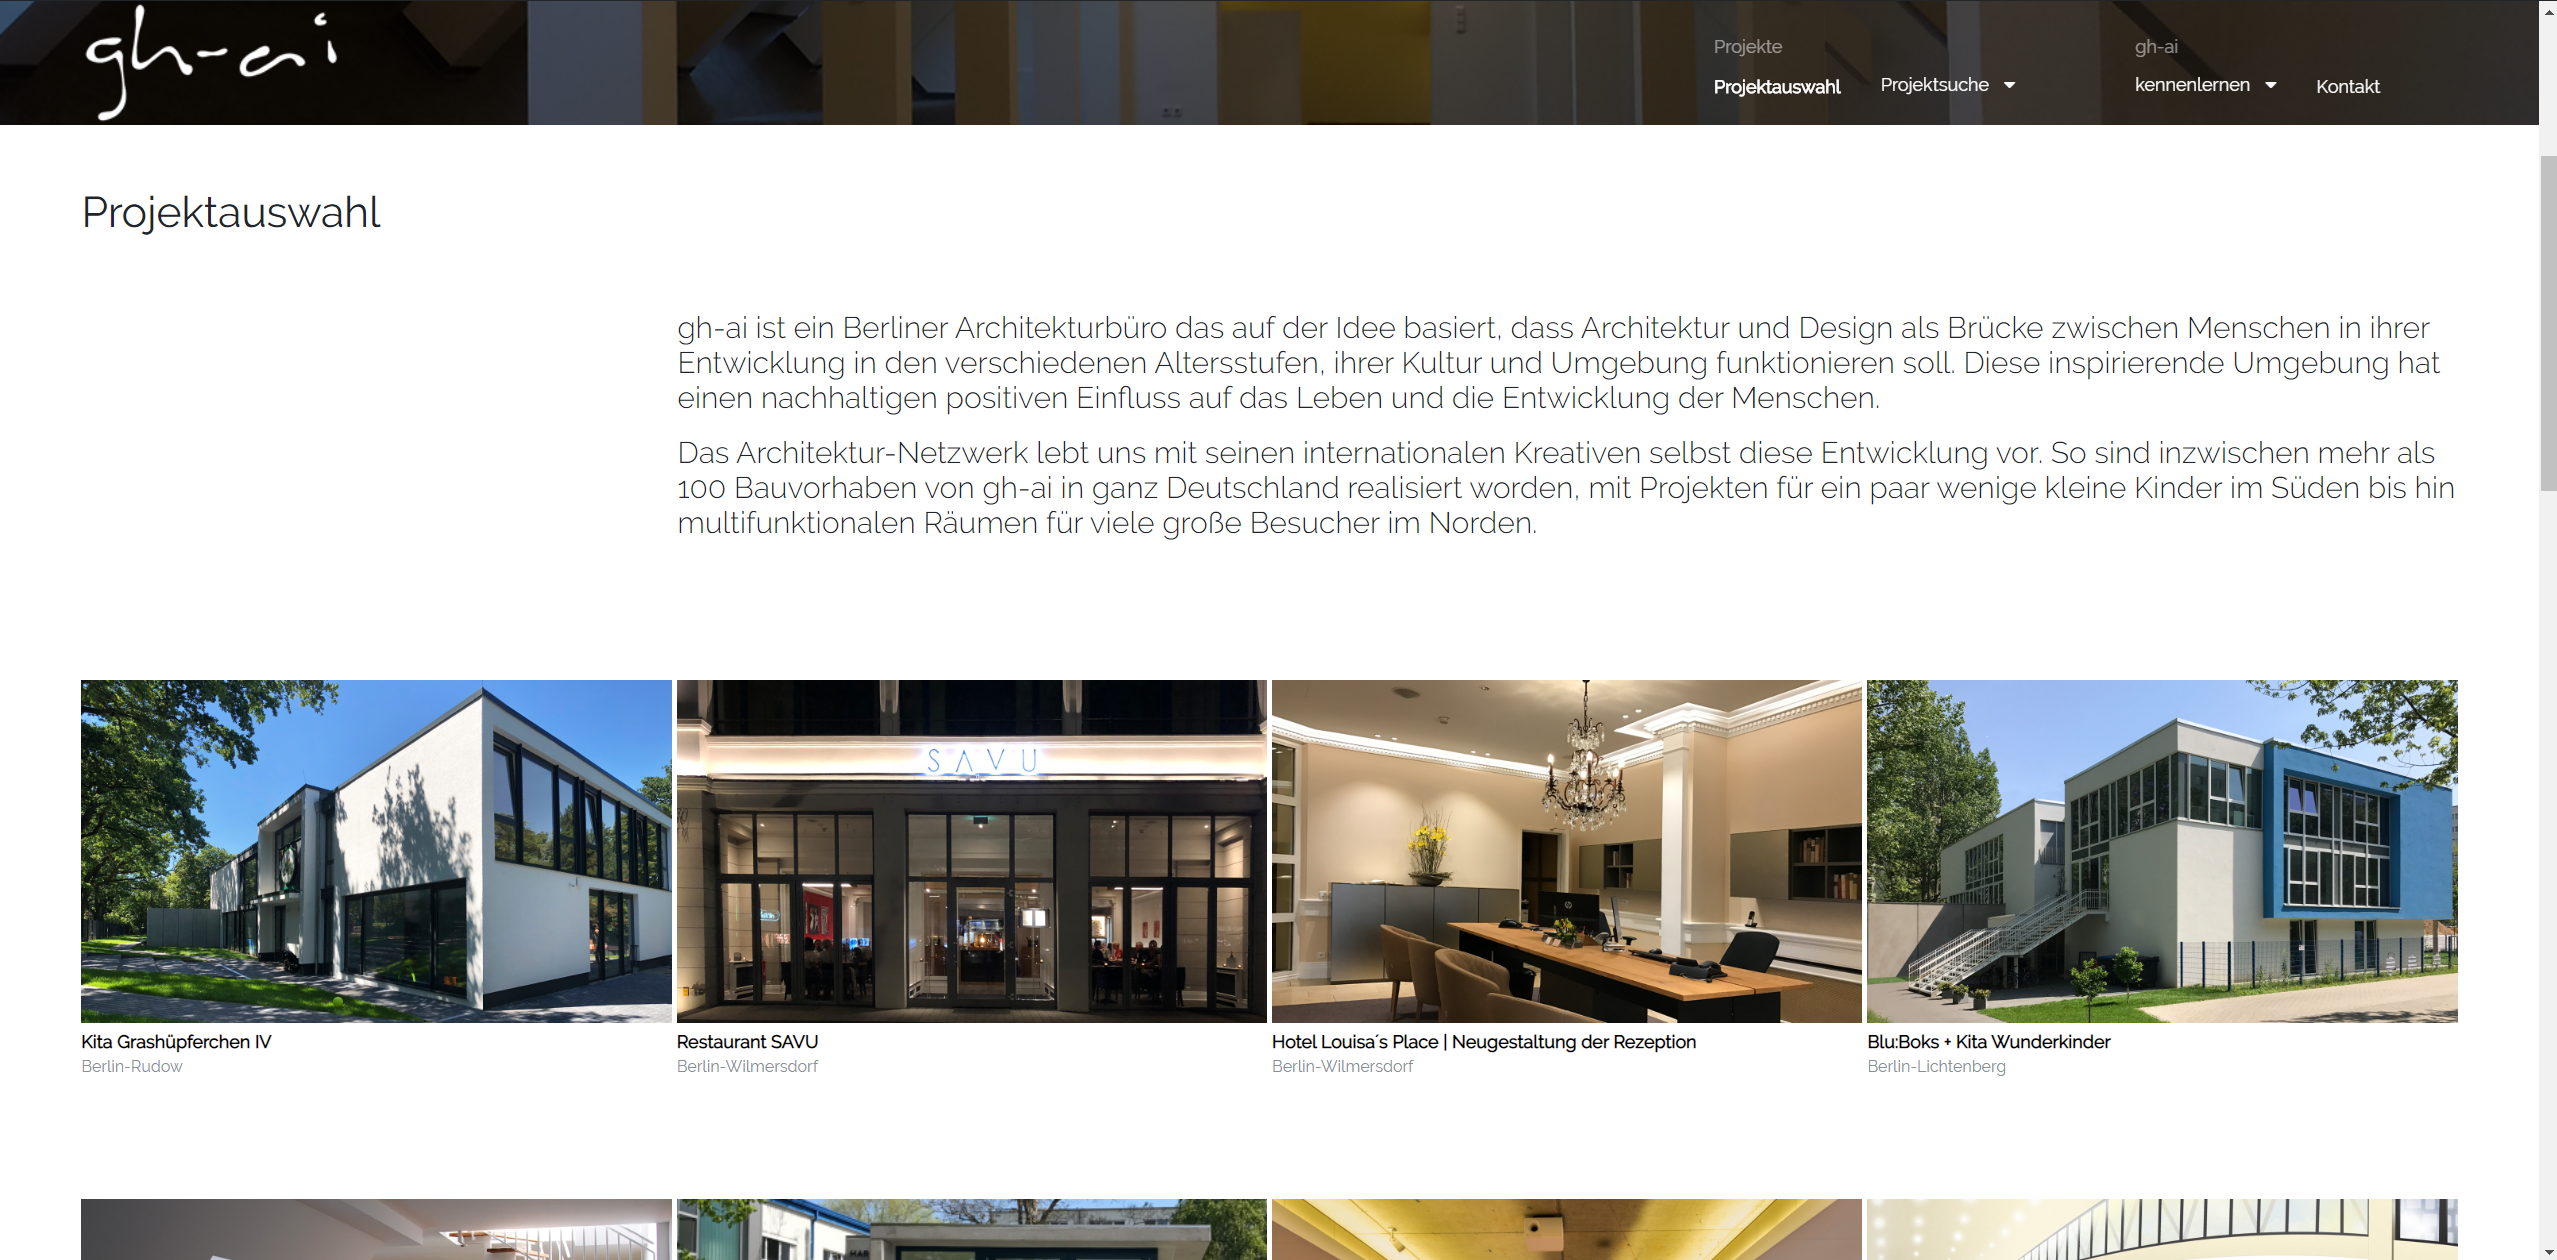 gh-ai
Projekte
gh-ai
Projektauswahl
Projektsuche
kennenlernen
Kontakt
Projektauswahl
gh-ai ist ein Berliner Architekturbüro das auf der Idee basiert, dass Architektur und Design als Brücke zwischen Menschen in ihrer
Entwicklung in den verschiedenen Altersstufen, ihrer Kultur und Umgebung funktionieren soll. Diese inspirierende Umgebung hat
einen nachhaltigen positiven Einfluss auf das Leben und die Entwicklung der Menschen.
Das Architektur-Netzwerk lebt uns mit seinen internationalen Kreativen selbst diese Entwicklung vor. So sind inzwischen mehr als
100 Bauvorhaben von gh-ai in ganz Deutschland realisiert worden, mit Projekten für ein paar wenige kleine Kinder im Süden bis hin
multifunktionalen Räumen für viele große Besucher im Norden.
SAVU
Kita Grashüpferchen IV
Berlin-Rudow
Restaurant SAVU
Berlin-Wilmersdorf
Hotel Louisa´s Place | Neugestaltung der Rezeption
Berlin-Wilmersdorf
Blu:Boks + Kita Wunderkinder
Berlin-Lichtenberg